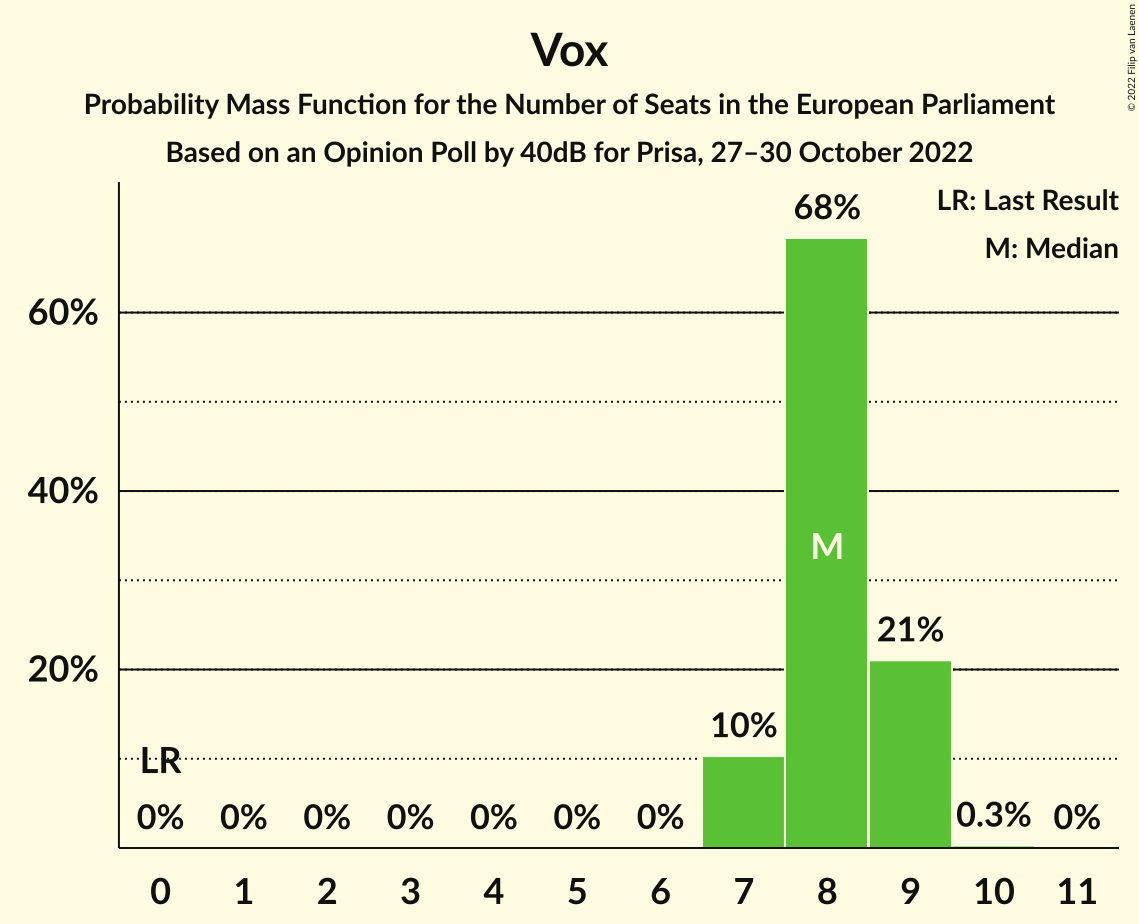 Vox
Probability Mass Function for the Number of Seats in the European Parliament
Based on an Opinion Poll by 40dB for Prisa, 27–30 October 2022
© 2022 Filip van Laenen
LR: Last Result
M: Median
68%
60%
40%
M
21%
20%
10%
LR
0% 0% 0% 0% 0% 0% 0% 0.3% 0%
0 1 2 3 4 5 6 7 8 9 10 11